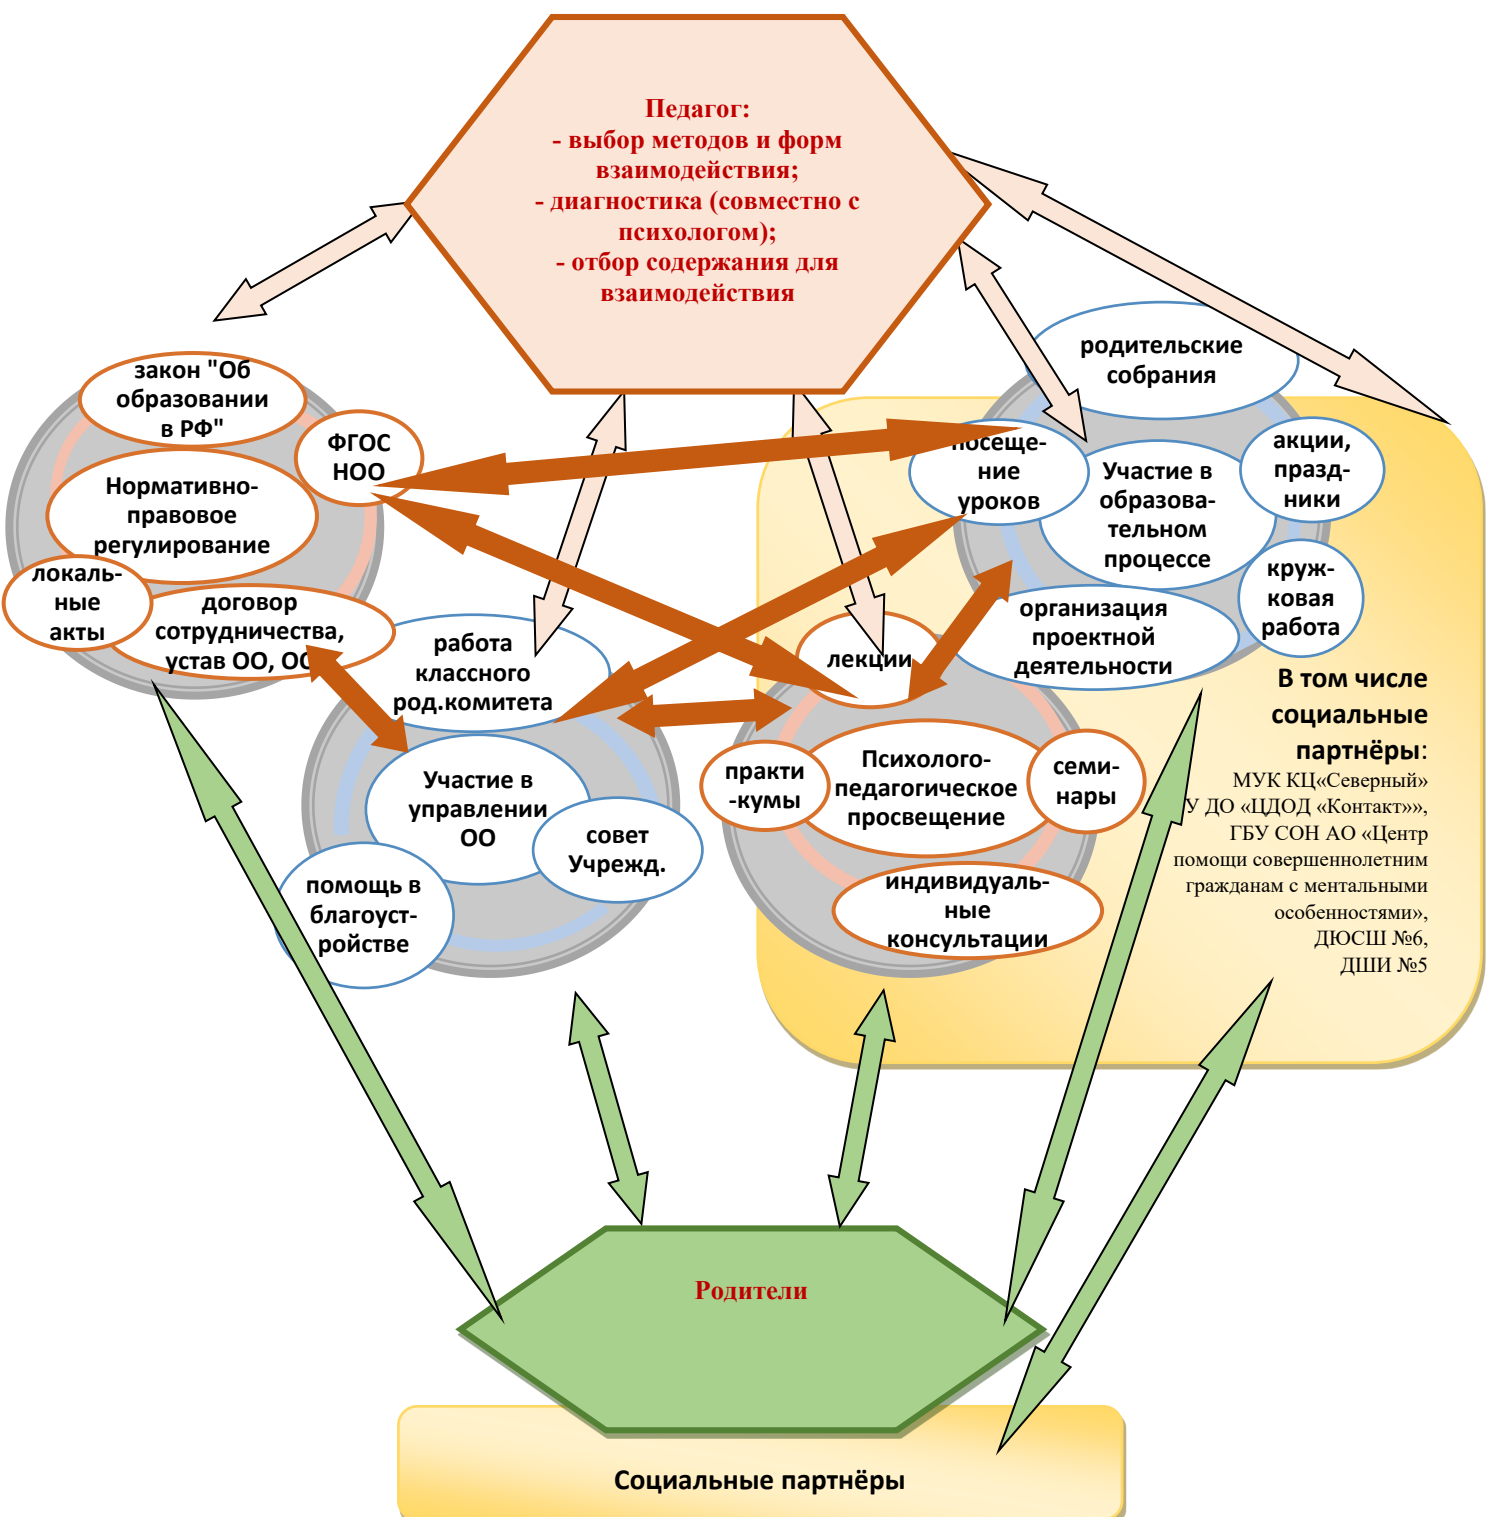 Педагог:
- выбор методов и форм
взаимодействия;
- диагностика (совместно с
психологом);
- отбор содержания для
взаимодействия
закон "Об
образовании
в РФ"
ФГОС
НОО
Нормативно-
правовое
регулирование
локаль-
ные
акты
договор
сотрудничества,
устав ОО,
родительские
собрания
посеще-
ние
уроков
Участие в
образова-
тельном
процессе
акции,
празд-
ники
круж-
ковая
работа
организация
проектной
деятельности
работа
классного
род.комитета
Участие в
управлении
ОО
совет
Учрежд.
помощь в
благоуст-
ройстве
лекции
практи
-кумы
Психолого-
педагогическое
просвещение
семи-
нары
индивидуаль-
ные
консультации
В том числе
социальные
партнёры:
МУК КЦ«Северный»
У ДО «ЦДОД «Контакт»»,
ГБУ СОН АО «Центр
помощи совершеннолетним
гражданам с ментальными
особенностями»,
ДЮСШ №6,
ДШИ №5
Родители
Социальные партнёры